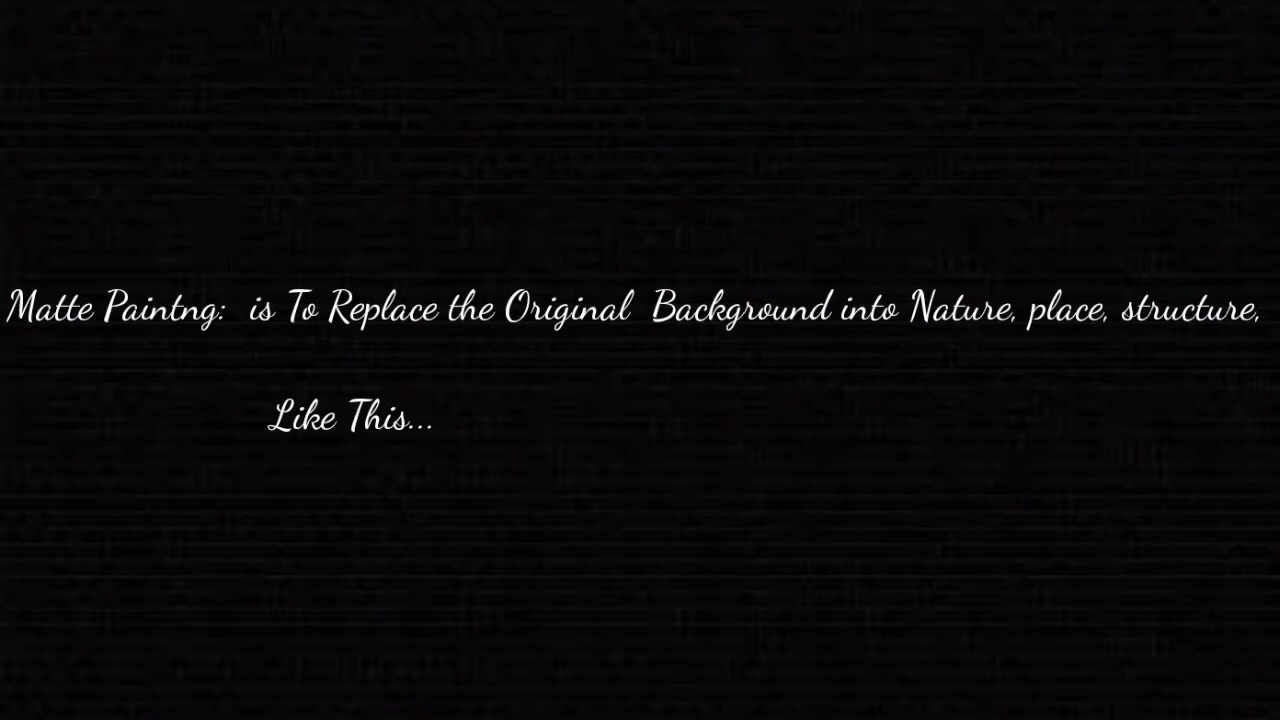 Matte Paintng: is To Replace the Original Background into Nature, place, structure,
Like This...